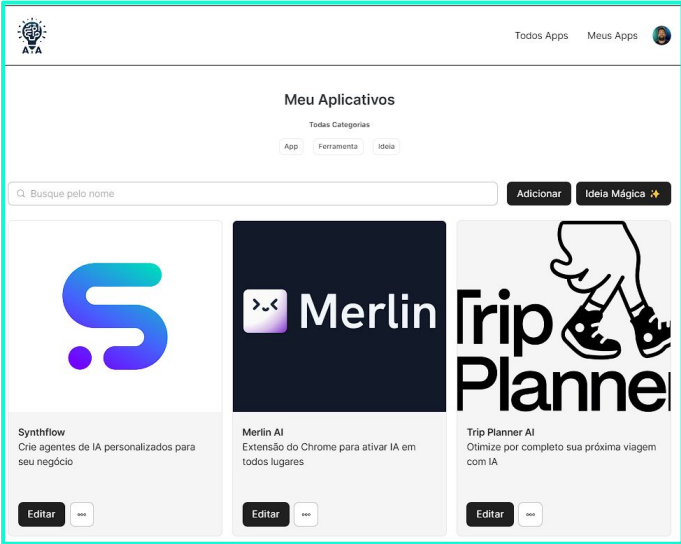 AYA
Todos Apps Meus Apps
Meu Aplicativos
Todas Categorias
App Ferramenta Ideia
Busque pelo nome
Adicionar
Ideia Mágica ✨
Merlin
Trip
Planne
Synthflow
Crie agentes de IA personalizados para
seu negócio
Editar
Merlin AI
Extensão do Chrome para ativar IA em
todos lugares
Editar
Trip Planner AI
Otimize por completo sua próxima viagem
com IA
Editar